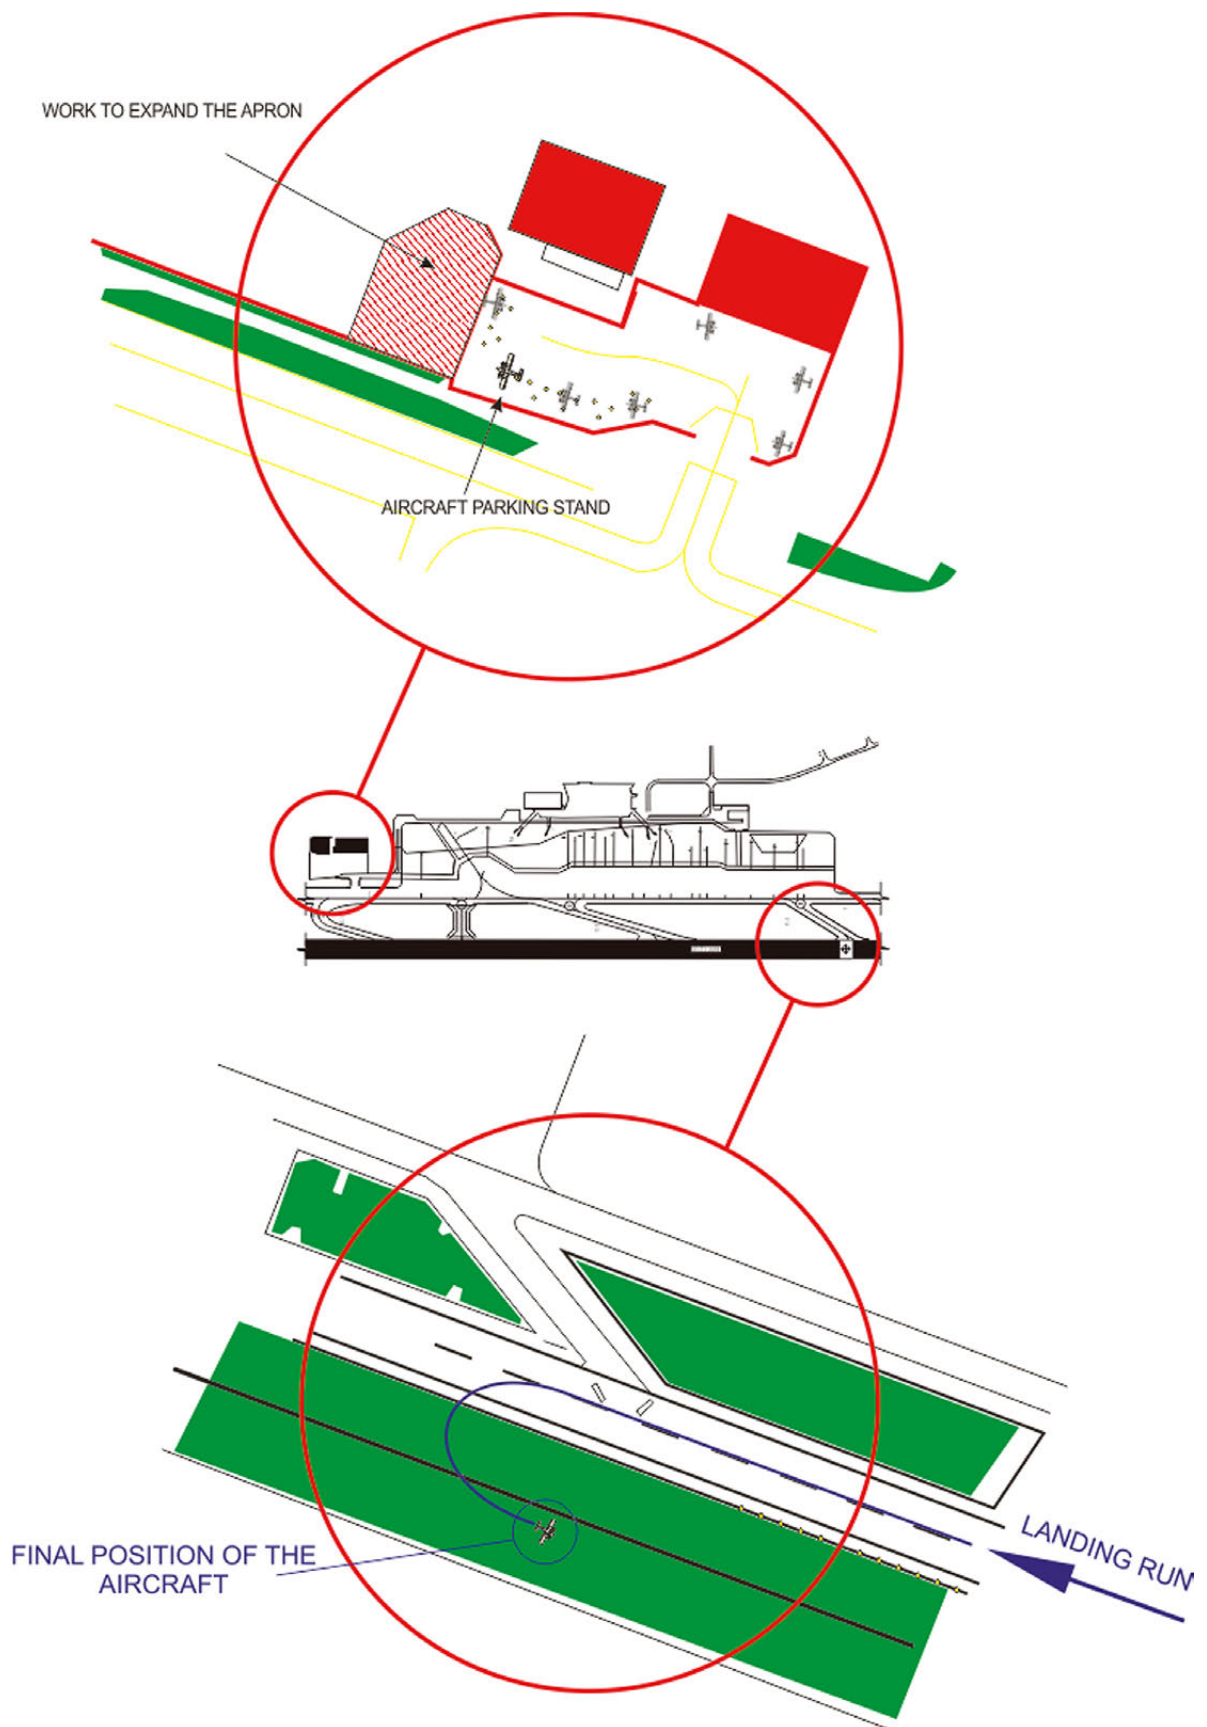 WORK TO EXPAND THE APRON
AIRCRAFT PARKING STAND
LANDING RUN
FINAL POSITION OF THE
AIRCRAFT